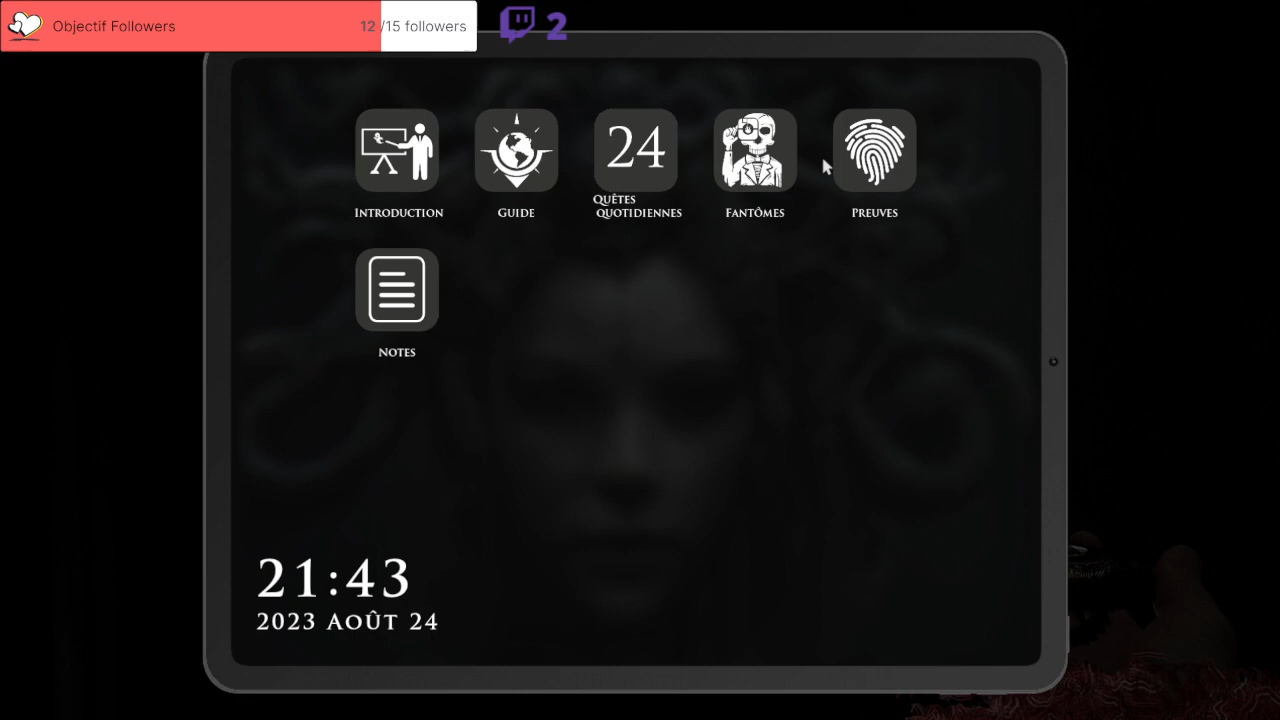 Objectif Followers 12 /15 followers
2
24
INTRODUCTION
GUIDE
QUÊTES
QUOTIDIENNES
FANTÔMES
PREUVES
NOTES
21:43
2023 AOÛT 24